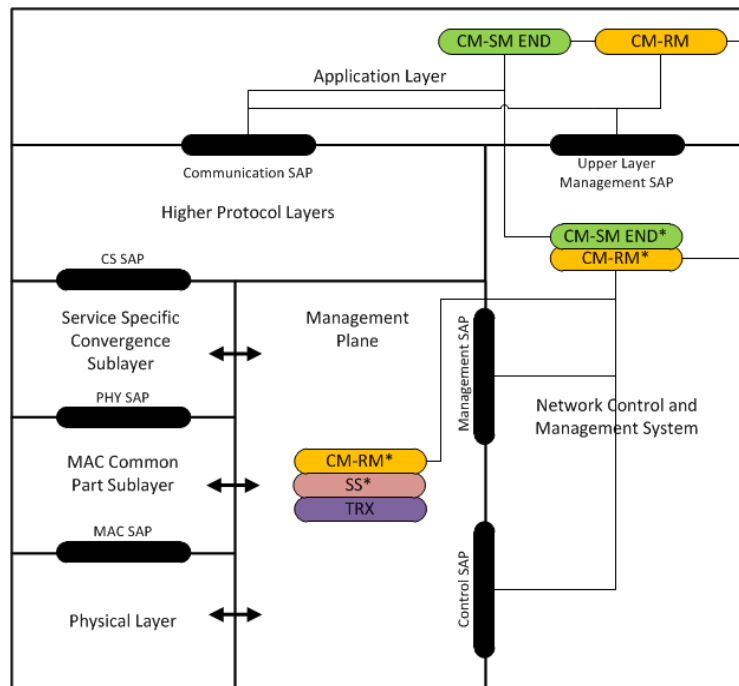 CM-SM END
CM-RM
Application Layer
Communication SAP
Upper Layer
Management SAP
Higher Protocol Layers
CM-SM END*
CM-RM*
CS SAP
Service Specific
Convergence
Sublayer
Management
Plane
Management SAP
PHY SAP
Network Control and
Management System
MAC Common
Part Sublayer
CM-RM*
SS*
TRX
MAC SAP
Control SAP
Physical Layer